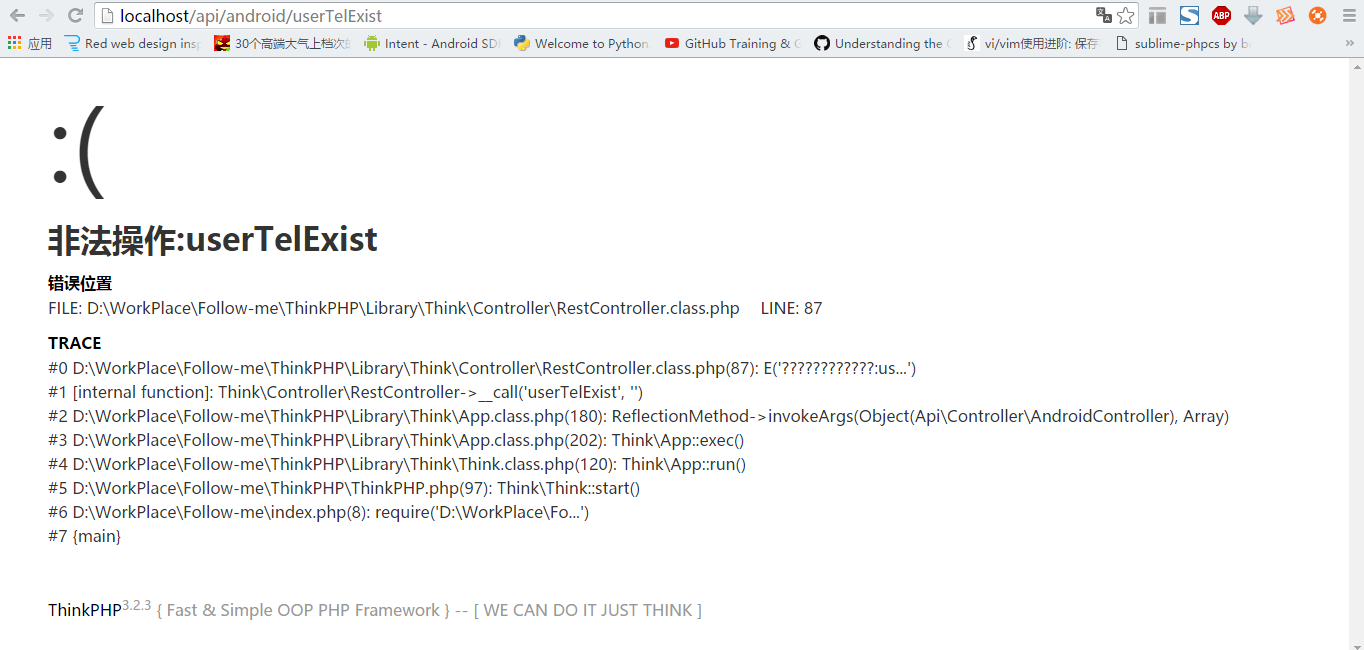 localhost/api/android/userTelExist
ABP
应用 Red web design ins 30个高端大气上档次 Intent - Android SD Welcome to Python GitHub Training & Understanding the vi/vim使用进阶: 保存 sublime-phpcs by b »
:(
非法操作:userTelExist
错误位置
FILE: D:\WorkPlace\Follow-me\ThinkPHP\Library\Think\Controller\RestController.class.php LINE: 87
TRACE
#0 D:\WorkPlace\Follow-me\ThinkPHP\Library\Think\Controller\RestController.class.php(87): E('????????????:us...')
#1 [internal function]: Think\Controller\RestController->__call('userTelExist', '')
#2 D:\WorkPlace\Follow-me\ThinkPHP\Library\Think\App.class.php(180): ReflectionMethod->invokeArgs(Object(Api\Controller\AndroidController), Array)
#3 D:\WorkPlace\Follow-me\ThinkPHP\Library\Think\App.class.php(202): Think\App::exec()
#4 D:\WorkPlace\Follow-me\ThinkPHP\Library\Think\Think.class.php(120): Think\App::run()
#5 D:\WorkPlace\Follow-me\ThinkPHP\ThinkPHP.php(97): Think\Think::start()
#6 D:\WorkPlace\Follow-me\index.php(8): require('D:\WorkPlace\Fo...')
#7 {main}
ThinkPHP3.2.3 { Fast & Simple OOP PHP Framework } -- [ WE CAN DO IT JUST THINK ]